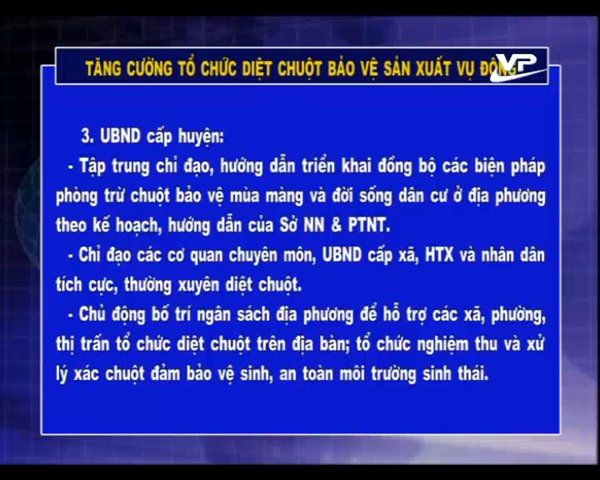 VP
TĂNG CƯỜNG TỔ CHỨC DIỆT CHUỘT BẢO VỆ SẢN XUẤT VỤ ĐÔNG
3. UBND cấp huyện:
- Tập trung chỉ đạo, hướng dẫn triển khai đồng bộ các biện pháp
phòng trừ chuột bảo vệ mùa màng và đời sống dân cư ở địa phương
theo kế hoạch, hướng dẫn của Sở NN & PTNT.
- Chỉ đạo các cơ quan chuyên môn, UBND cấp xã, HTX và nhân dân
tích cực, thường xuyên diệt chuột.
- Chủ động bố trí ngân sách địa phương để hỗ trợ các xã, phường,
thị trấn tổ chức diệt chuột trên địa bàn; tổ chức nghiệm thu và xử
lý xác chuột đảm bảo vệ sinh, an toàn môi trường sinh thái.